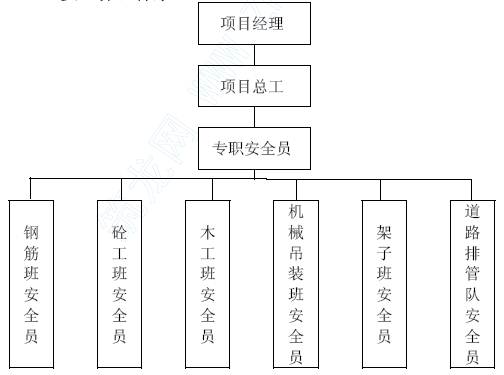 项目经理
项目总工
专职安全员
钢筋班安全员
砼工班安全员
木工班安全员
机械吊装班安全员
架子班安全员
道路排管队安全员